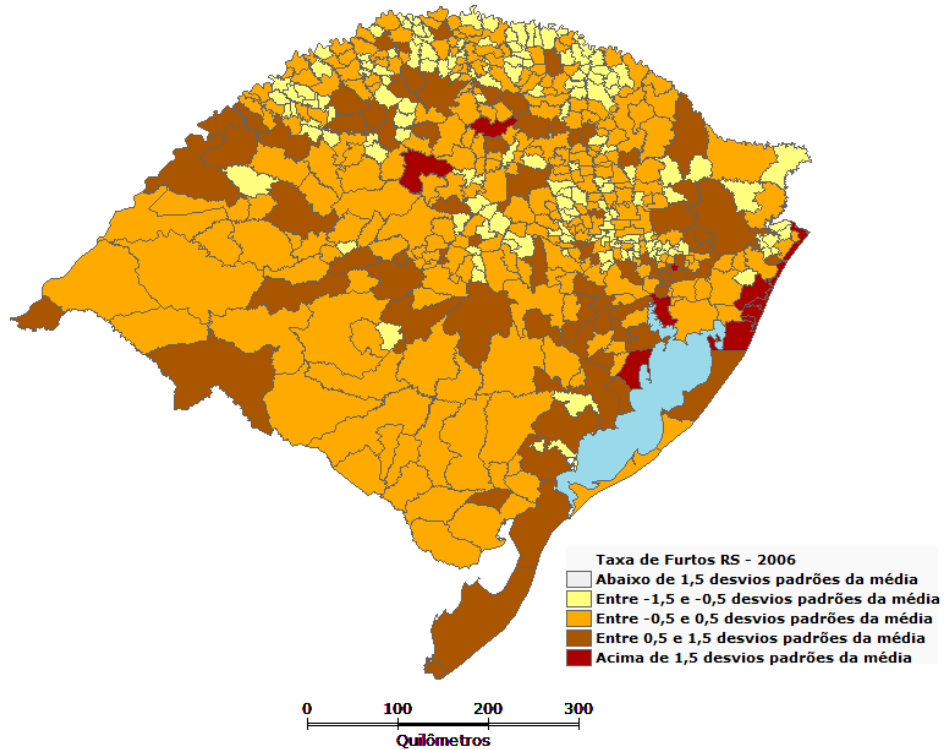 Taxa de Furtos RS - 2006
Abaixo de 1,5 desvios padrões da média
Entre -1,5 e -0,5 desvios padrões da média
Entre -0,5 e 0,5 desvios padrões da média
Entre 0,5 e 1,5 desvios padrões da média
Acima de 1,5 desvios padrões da média
0 100 200 300
Quilômetros